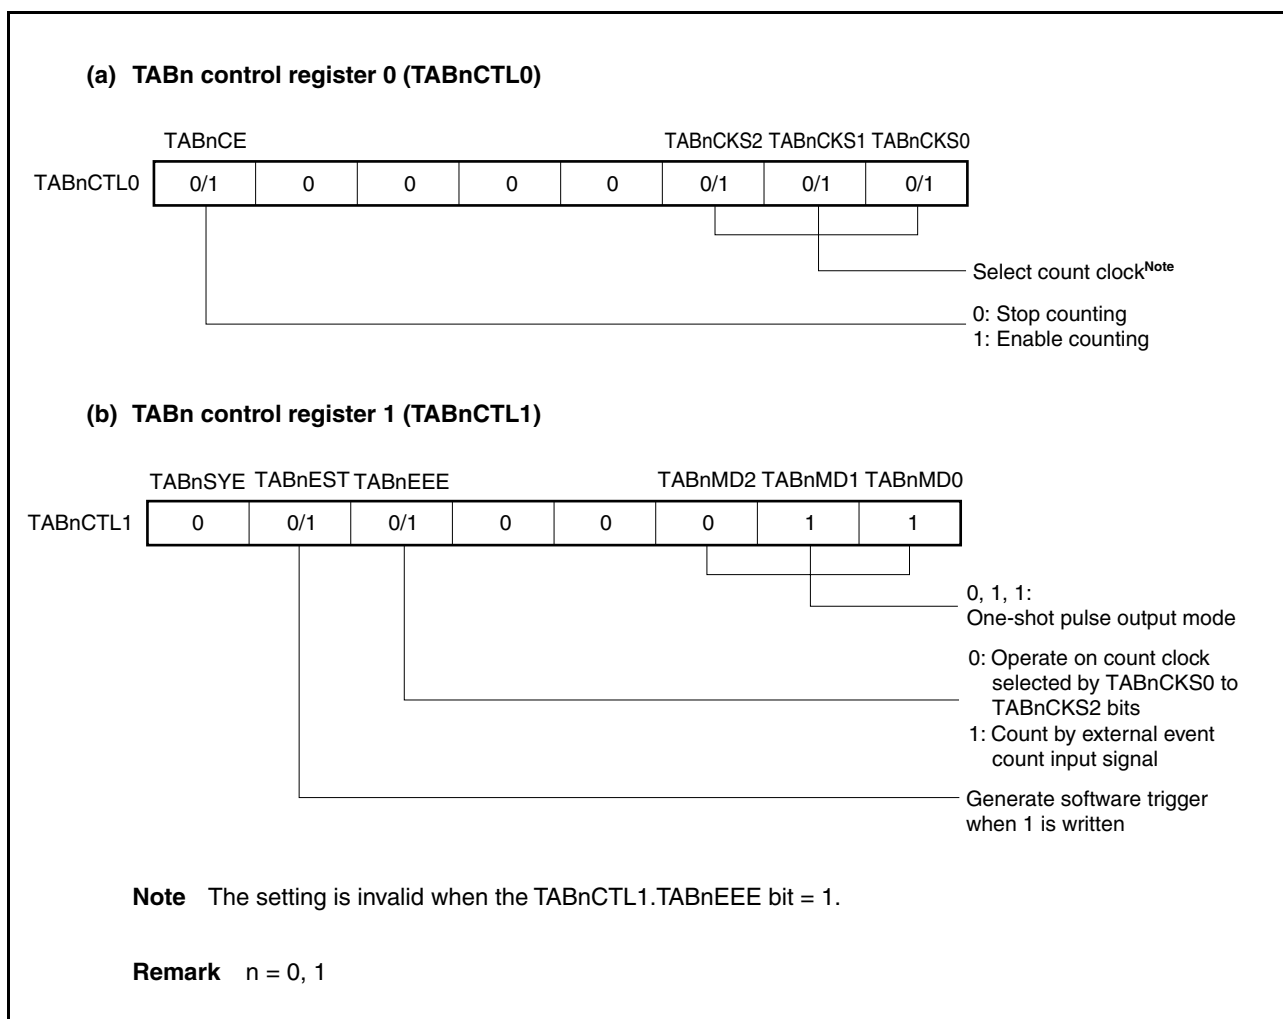 (a) TABn control register 0 (TABnCTL0)
TABnCE TABnCKS2 TABnCKS1 TABnCKS0
TABnCTL0 0/1 0 0 0 0 0/1 0/1 0/1
Select count clockNote
0: Stop counting
1: Enable counting
(b) TABn control register 1 (TABnCTL1)
TABnSYE TABnEST TABnEEE TABnMD2 TABnMD1 TABnMD0
TABnCTL1 0 0/1 0/1 0 0 0 1 1
0, 1, 1:
One-shot pulse output mode
0: Operate on count clock
selected by TABnCKS0 to
TABnCKS2 bits
1: Count by external event
count input signal
Generate software trigger
when 1 is written
Note The setting is invalid when the TABnCTL1.TABnEEE bit = 1.
Remark n = 0, 1